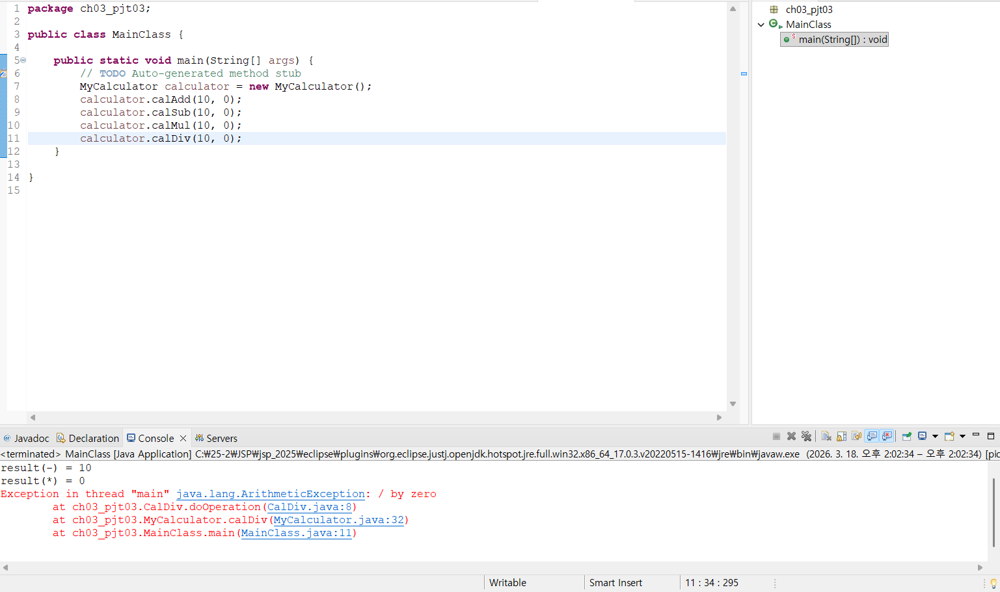 1 package ch03_pjt03;
2
3 public class MainClass {
4
5 public static void main(String[] args) {
6 // TODO Auto-generated method stub
7 MyCalculator calculator = new MyCalculator();
8 calculator.calAdd(10, 0);
9 calculator.calSub(10, 0);
10 calculator.calMul(10, 0);
11 calculator.calDiv(10, 0);
12 }
13
14 }
15
ch03_pjt03
MainClass
main(String[]) : void
@ Javadoc Declaration Console Servers
<terminated> MainClass [Java Application] C:₩25-2₩JSP₩jsp_2025₩eclipse₩plugins₩org.eclipse.justj.openjdk.hotspot.jre.full.win32.x86_64_17.0.3.v20220515-1416₩jre₩bin₩javaw.exe (2026. 3. 18. 오후 2:02:34 – 오후 2:02:34) [pid
result(-) = 10
result(*) = 0
Exception in thread "main" java.lang.ArithmeticException: / by zero
at ch03_pjt03.CalDiv.doOperation(CalDiv.java:8)
at ch03_pjt03.MyCalculator.calDiv(MyCalculator.java:32)
at ch03_pjt03.MainClass.main(MainClass.java:11)
Writable Smart Insert 11 : 34 : 295